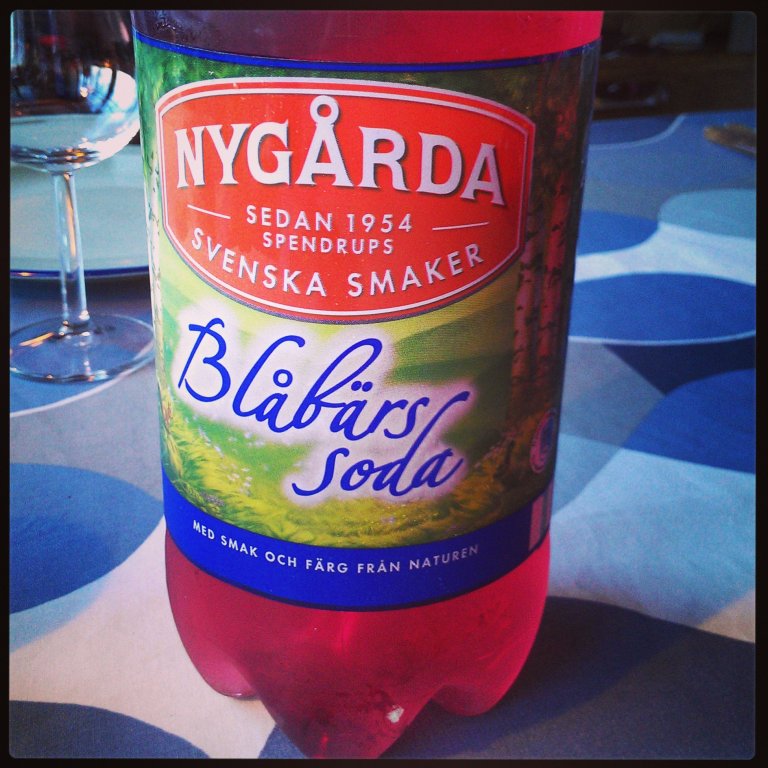 NYGÅRDA
SEDAN 1954
SPENDRUPS
SVENSKA SMAKER
Blåbärs
soda
MED SMAK OCH FÄRG FRÅN NATUREN